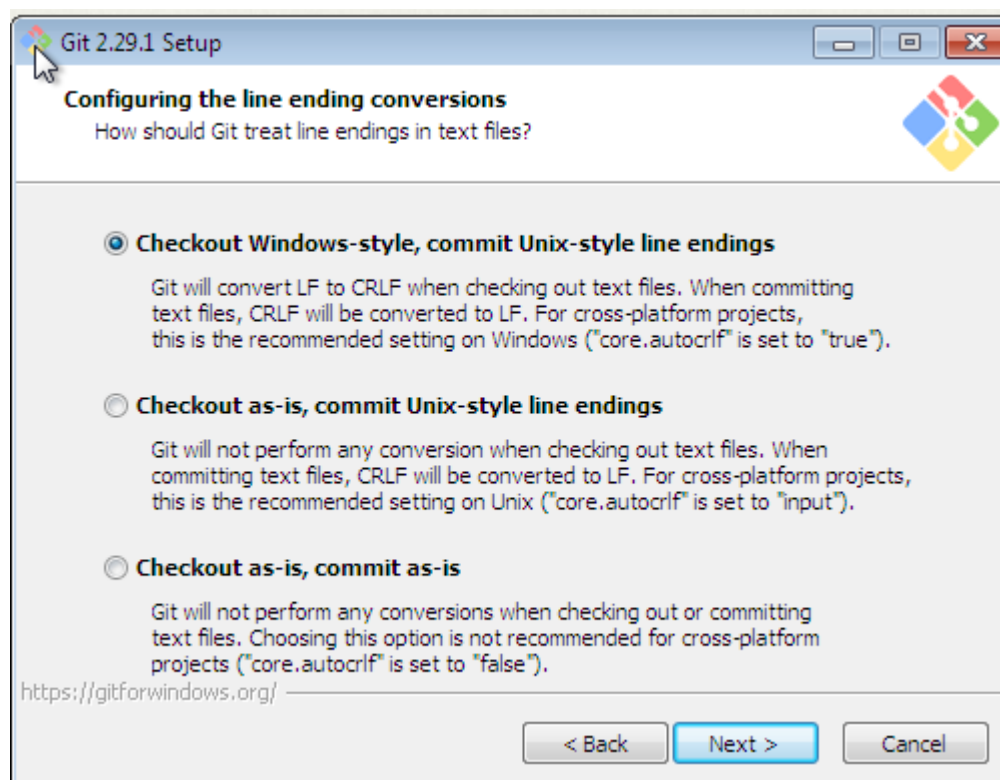 Git 2.29.1 Setup
Configuring the line ending conversions
How should Git treat line endings in text files?
Checkout Windows-style, commit Unix-style line endings
Git will convert LF to CRLF when checking out text files. When committing
text files, CRLF will be converted to LF. For cross-platform projects,
this is the recommended setting on Windows ("core.autocrlf" is set to "true").
Checkout as-is, commit Unix-style line endings
Git will not perform any conversion when checking out text files. When
committing text files, CRLF will be converted to LF. For cross-platform projects,
this is the recommended setting on Unix ("core.autocrlf" is set to "input").
Checkout as-is, commit as-is
Git will not perform any conversions when checking out or committing
text files. Choosing this option is not recommended for cross-platform
projects ("core.autocrlf" is set to "false").
https://gitforwindows.org/
< Back
Next >
Cancel